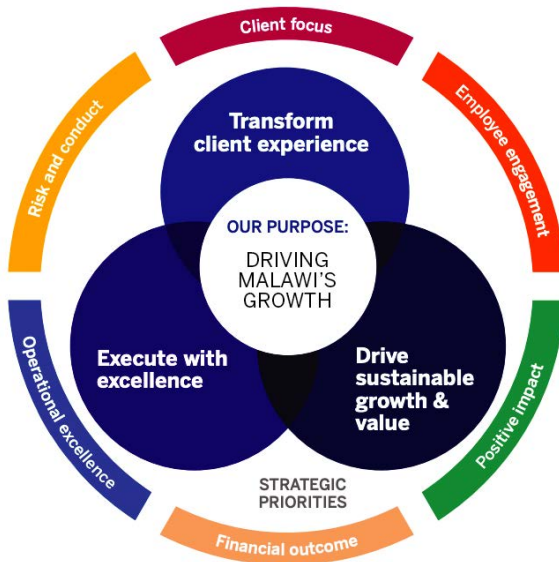 Client focus
Employee engagement
Risk and conduct
Transform
client experience
OUR PURPOSE:
DRIVING
MALAWI'S
GROWTH
Execute with
excellence
Drive
sustainable
growth &
value
Operational excellence
Positive impact
STRATEGIC
PRIORITIES
Financial outcome